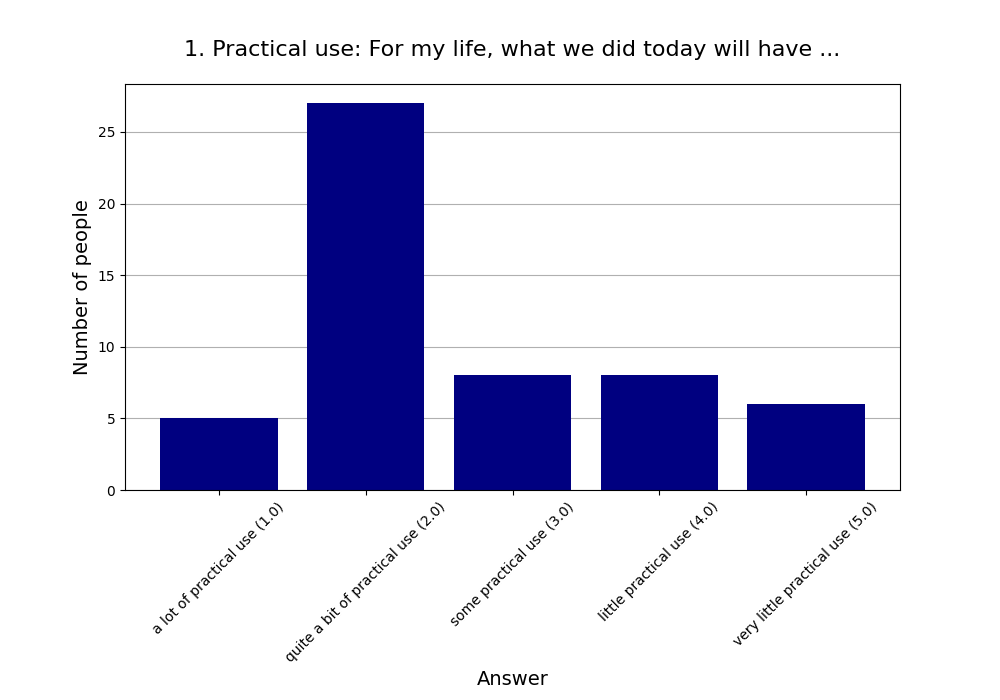 1. Practical use: For my life, what we did today will have ...
Number of people
25
20
15
10
5
0
a lot of practical use (1.0)
quite a bit of practical use (2.0)
some practical use (3.0)
little practical use (4.0)
very little practical use (5.0)
Answer